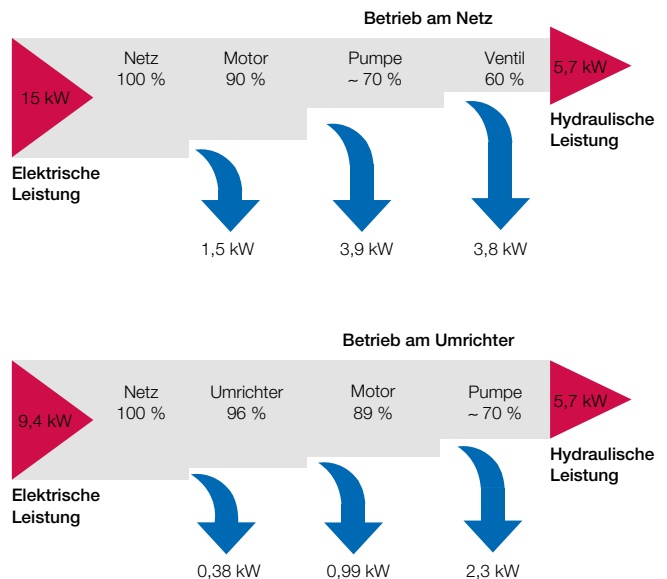 Betrieb am Netz
Netz
100 %
Motor
90 %
Pumpe
~ 70 %
Ventil
60 %
15 kW
5,7 kW
Elektrische
Leistung
Hydraulische
Leistung
1,5 kW
3,9 kW
3,8 kW
Betrieb am Umrichter
Netz
100 %
Umrichter
96 %
Motor
89 %
Pumpe
~ 70 %
9,4 kW
5,7 kW
Elektrische
Leistung
Hydraulische
Leistung
0,38 kW
0,99 kW
2,3 kW